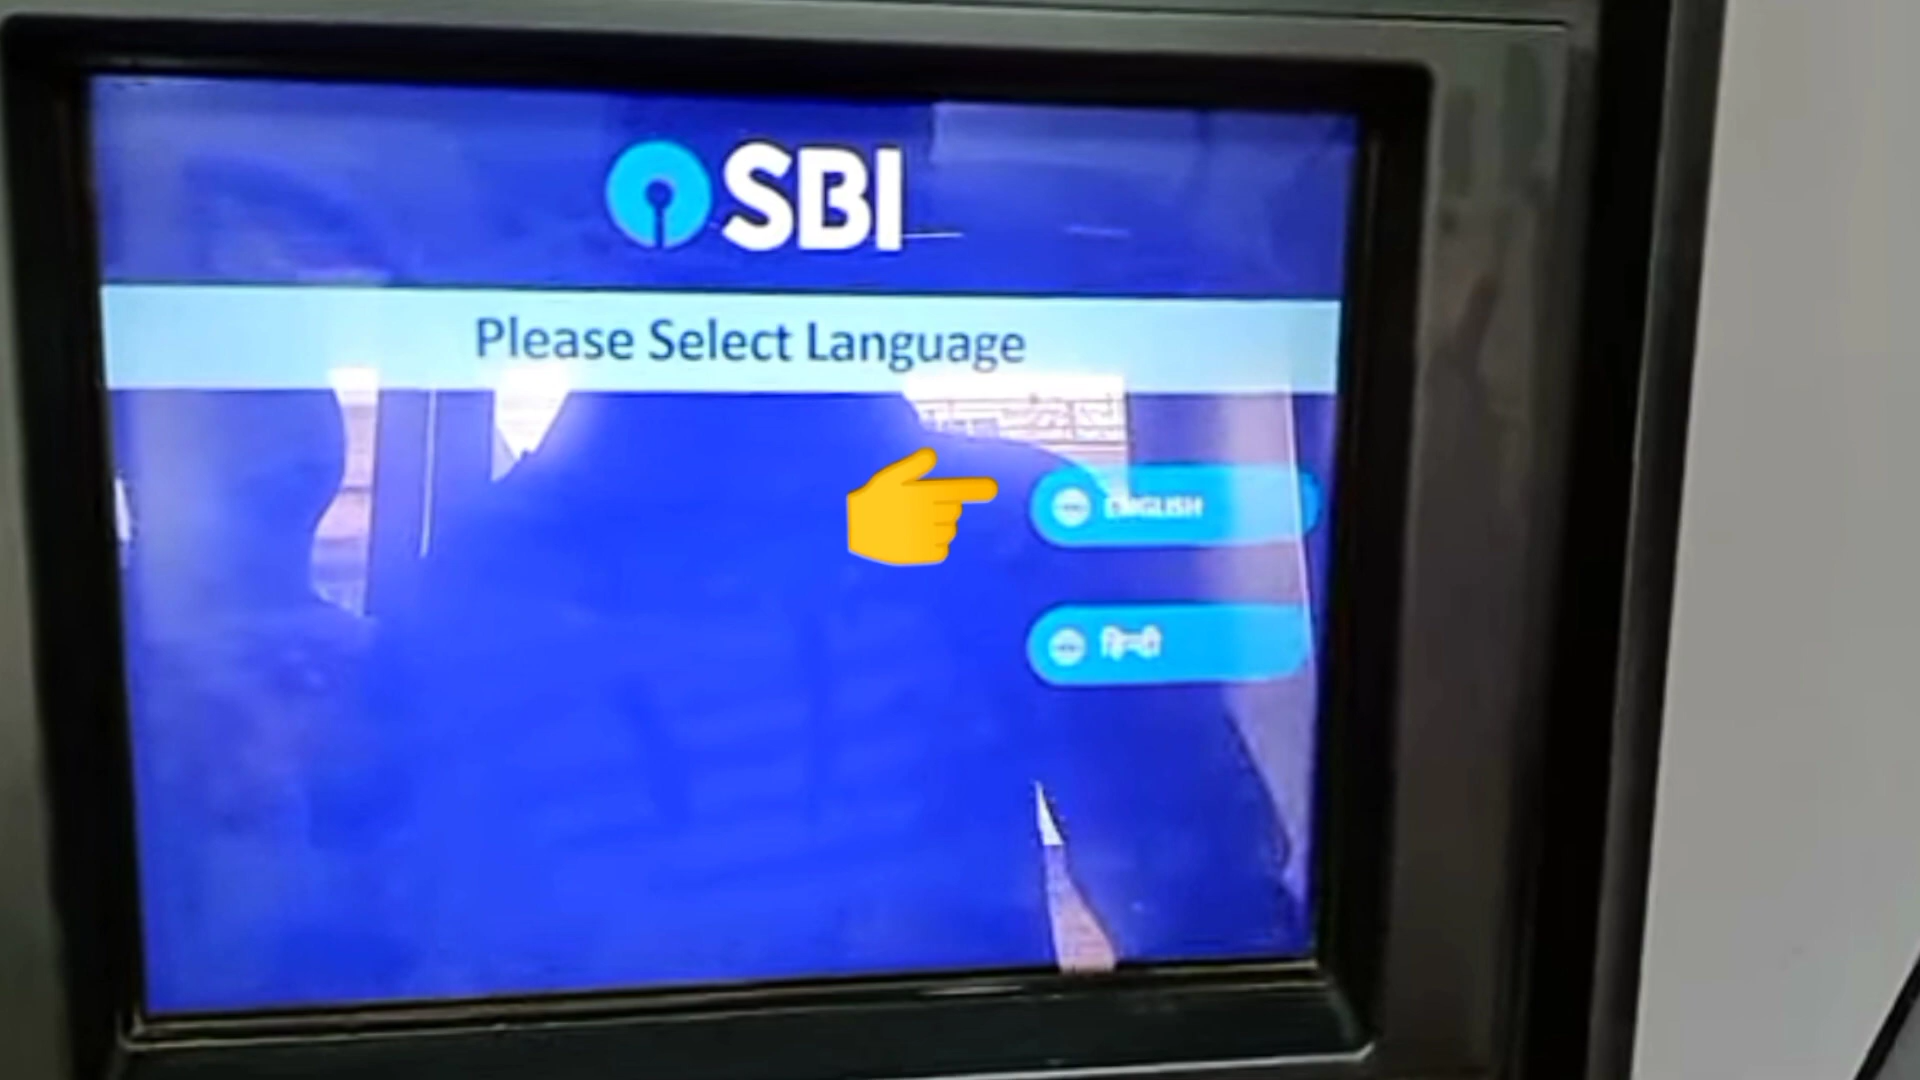 SBI
Please Select Language
ENGLISH
हिन्दी